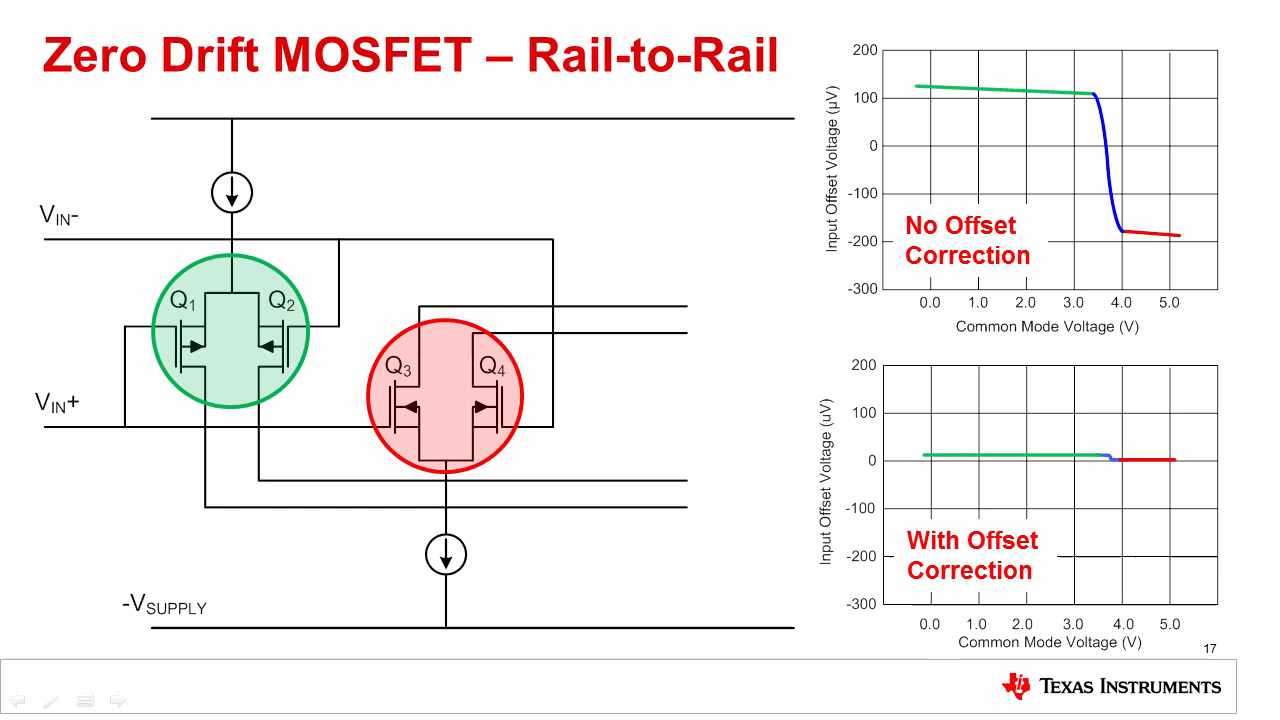 Zero Drift MOSFET – Rail-to-Rail
VIN-
Q1
Q2
Q3
Q4
VIN+
-VSUPPLY
Input Offset Voltage (µV)
200
100
0
-100
-200
-300
No Offset
Correction
0.0 1.0 2.0 3.0 4.0 5.0
Common Mode Voltage (V)
Input Offset Voltage (uV)
200
100
0
-100
-200
-300
With Offset
Correction
0.0 1.0 2.0 3.0 4.0 5.0
Common Mode Voltage (V)
17
TEXAS INSTRUMENTS